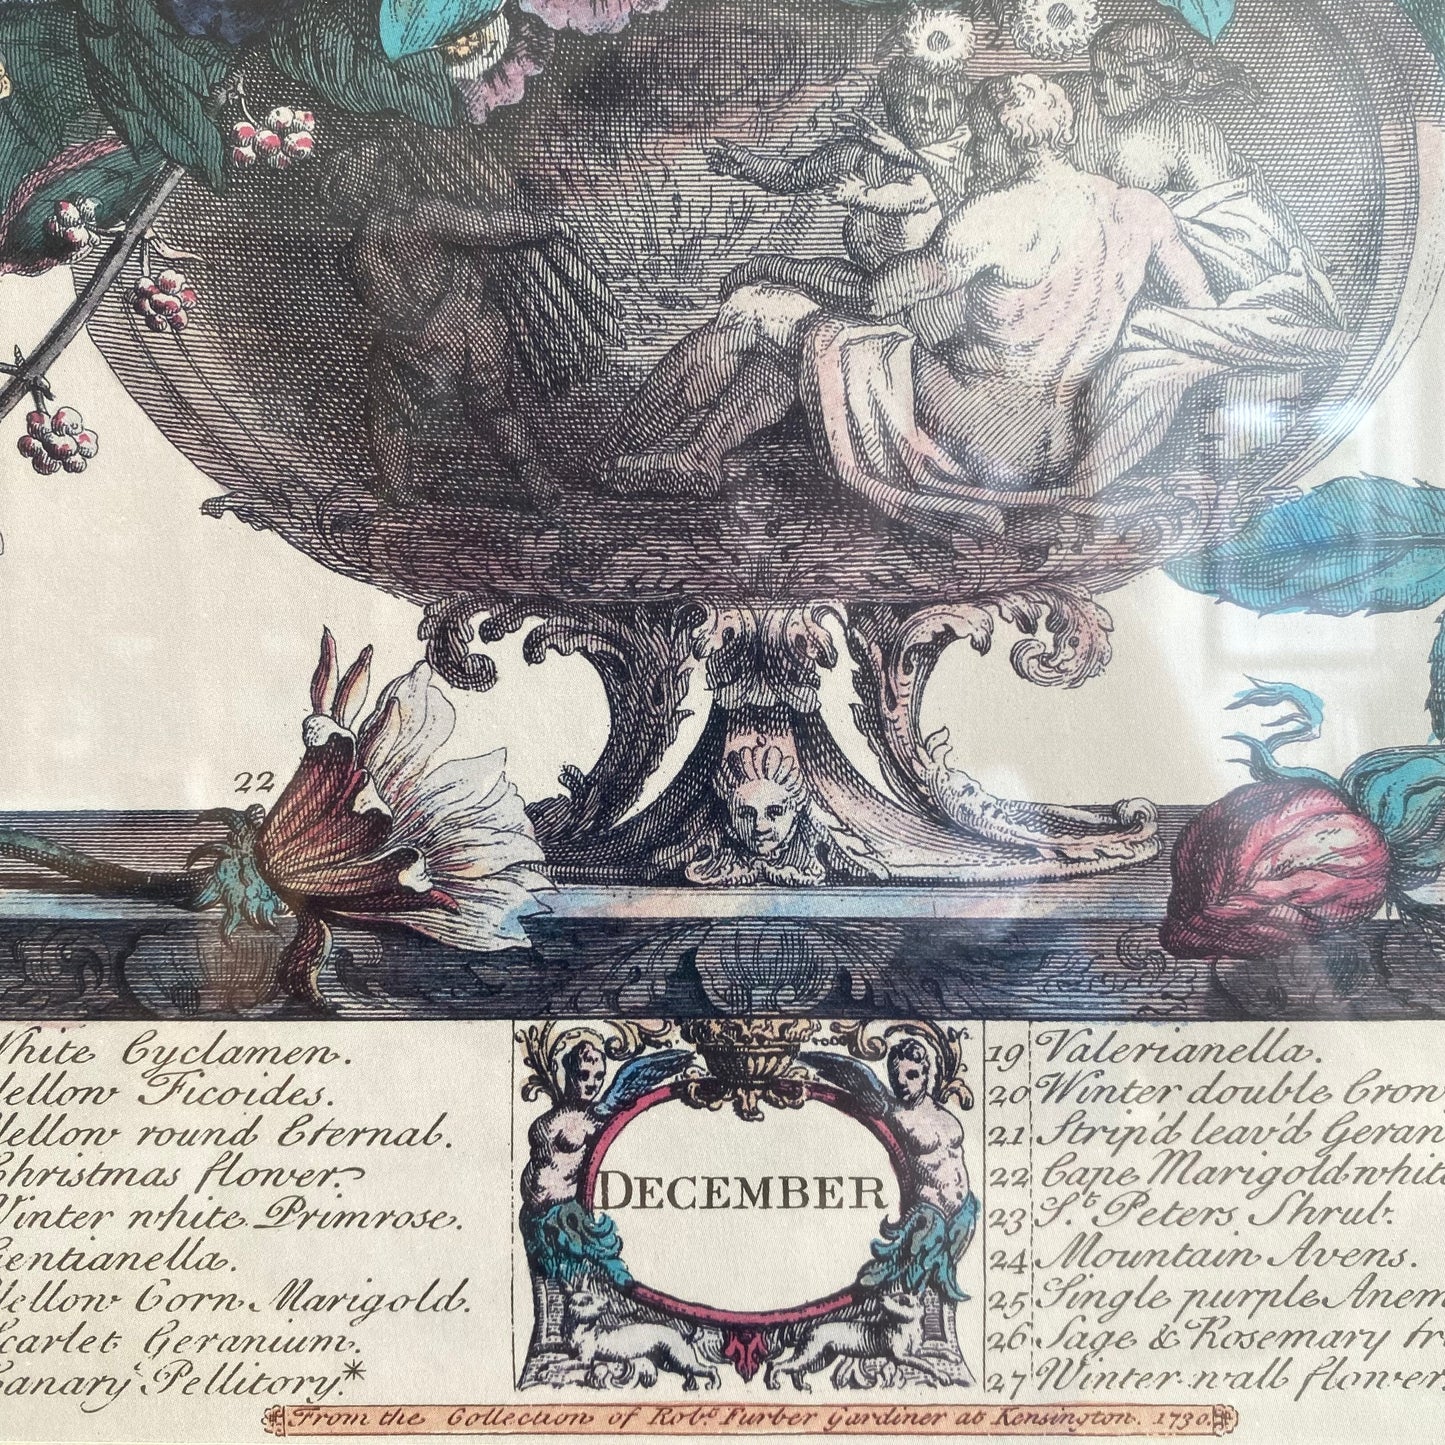 22
White Cyclamen.
Yellow Ficoides.
Yellow round Eternal.
Christmas flower.
Winter white Primrose.
Gentianella.
Yellow Corn Marigold.
Scarlet Geranium.
Canary Pellitory.*
DECEMBER
19 Valerianella.
20 Winter double Crow
21 Strip'd leav'd Geran
22 Cape Marigold white
23 St. Peters Shrub.
24 Mountain Avens.
25 Single purple Anem
26 Sage & Rosemary tr
27 Winter wall flower
From the Collection of Robt. Furber Gardiner at Kensington. 1730.